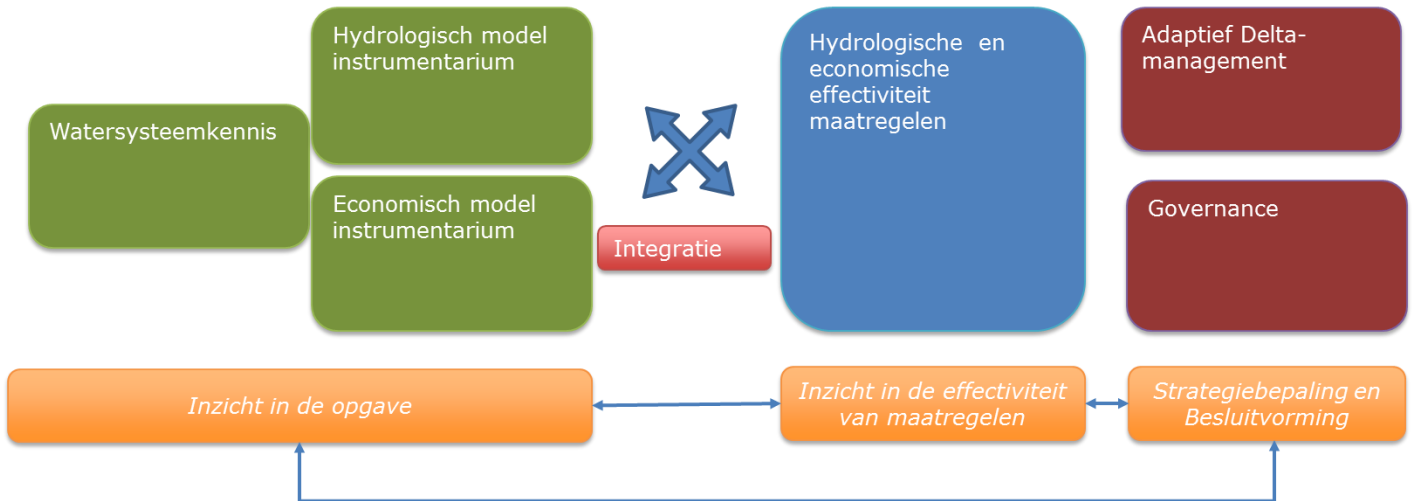 Watersysteemkennis
Hydrologisch model
instrumentarium
Economisch model
instrumentarium
Integratie
Hydrologische en
economische
effectiviteit
maatregelen
Adaptief Delta-
management
Governance
Inzicht in de opgave
Inzicht in de effectiviteit
van maatregelen
Strategiebepaling en
Besluitvorming